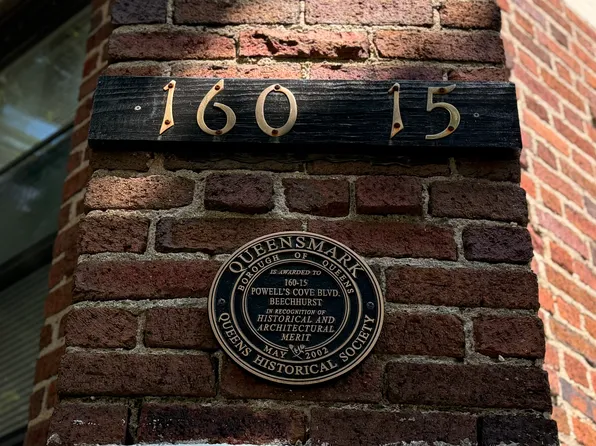 160 15
QUEENSMARK
BOROUGH OF QUEENS
IS AWARDED TO
160-15
POWELL'S COVE BLVD.
BEECHHURST
IN RECOGNITION OF
HISTORICAL AND
ARCHITECTURAL
MERIT
MAY 2002
QUEENS HISTORICAL SOCIETY